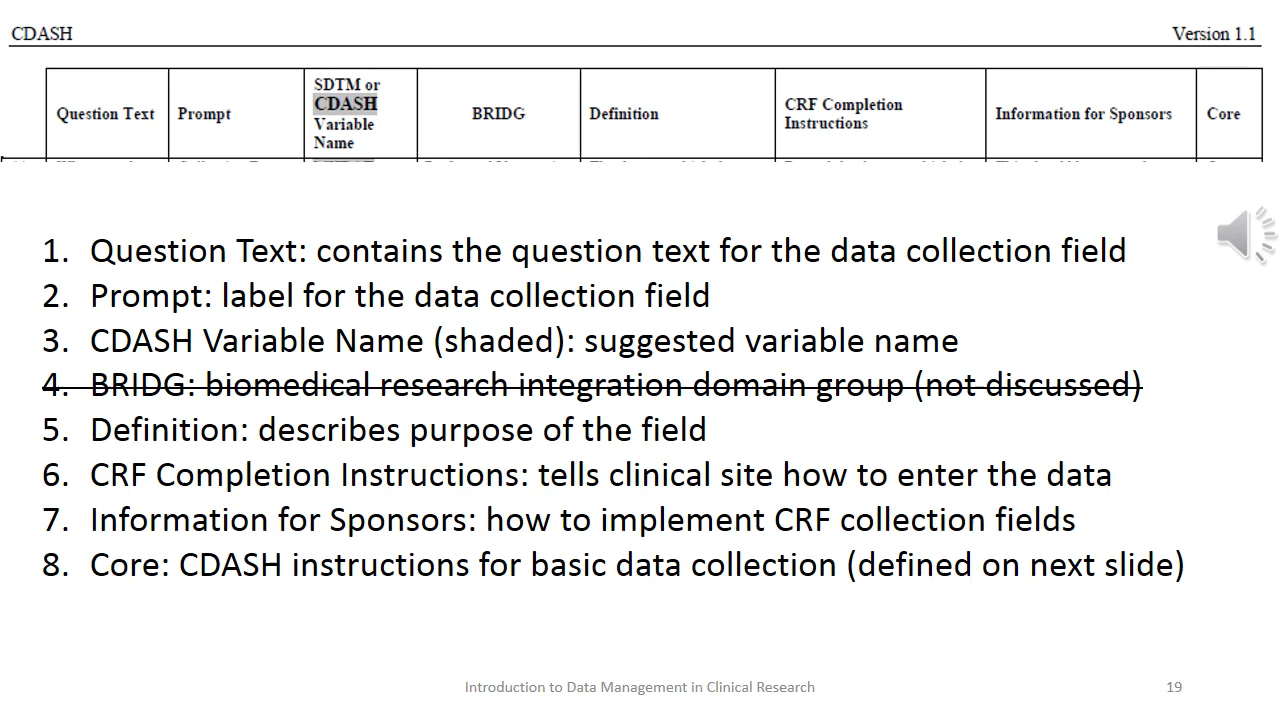 CDASH Version 1.1
Question Text Prompt SDTM or CDASH Variable Name BRIDG Definition CRF Completion Instructions Information for Sponsors Core
1. Question Text: contains the question text for the data collection field
2. Prompt: label for the data collection field
3. CDASH Variable Name (shaded): suggested variable name
4. BRIDG: biomedical research integration domain group (not discussed)
5. Definition: describes purpose of the field
6. CRF Completion Instructions: tells clinical site how to enter the data
7. Information for Sponsors: how to implement CRF collection fields
8. Core: CDASH instructions for basic data collection (defined on next slide)
Introduction to Data Management in Clinical Research 19